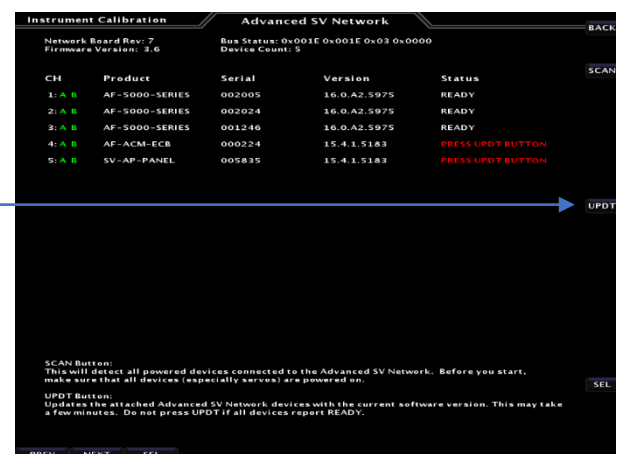 Instrument Calibration
Advanced SV Network
BACK
Network Board Rev: 7
Bus Status: 0x001E 0x001E 0x03 0x0000
Firmware Version: 3.6
Device Count: 5
SCAN
CH Product Serial Version Status
1: A B AF-5000-SERIES 002005 16.0.A2.5975 READY
2: A B AF-5000-SERIES 002024 16.0.A2.5975 READY
3: A B AF-5000-SERIES 001246 16.0.A2.5975 READY
4: A B AF-ACM-ECB 000224 15.4.1.5183 PRESS UPDT BUTTON
5: A B SV-AP-PANEL 005835 15.4.1.5183 PRESS UPDT BUTTON
UPDT
SCAN Button:
This will detect all powered devices connected to the Advanced SV Network. Before you start,
make sure that all devices (especially servos) are powered on.
SEL
UPDT Button:
Updates the attached Advanced SV Network devices with the current software version. This may take
a few minutes. Do not press UPDT if all devices report READY.
PREV NEXT SEL